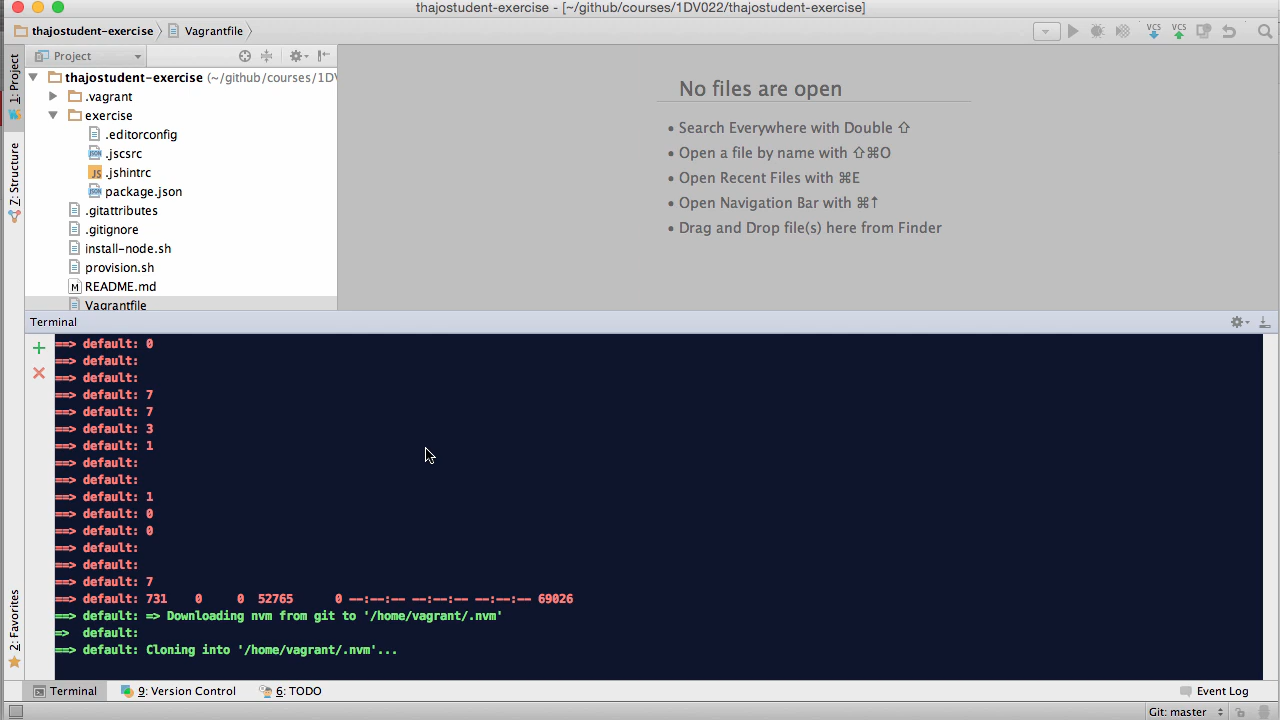 thajostudent-exercise - [~/github/courses/1DV022/thajostudent-exercise]
thajostudent-exercise Vagrantfile
VCS VCS
1: Project
Project
thajostudent-exercise (~/github/courses/1DV
.vagrant
exercise
.editorconfig
.jscsrc
.jshintrc
package.json
.gitattributes
.gitignore
install-node.sh
provision.sh
README.md
Vagrantfile
Z: Structure
2: Favorites
No files are open
• Search Everywhere with Double ⇧
• Open a file by name with ⇧⌘O
• Open Recent Files with ⌘E
• Open Navigation Bar with ⌘↑
• Drag and Drop file(s) here from Finder
Terminal
==> default: 0
==> default:
==> default:
==> default: 7
==> default: 7
==> default: 3
==> default: 1
==> default:
==> default:
==> default: 1
==> default: 0
==> default: 0
==> default:
==> default:
==> default: 7
==> default: 731 0 0 52765 0 --:--:-- --:--:-- --:--:-- 69026
==> default: => Downloading nvm from git to '/home/vagrant/.nvm'
=> default:
==> default: Cloning into '/home/vagrant/.nvm'...
Terminal 9: Version Control 6: TODO Event Log
Git: master